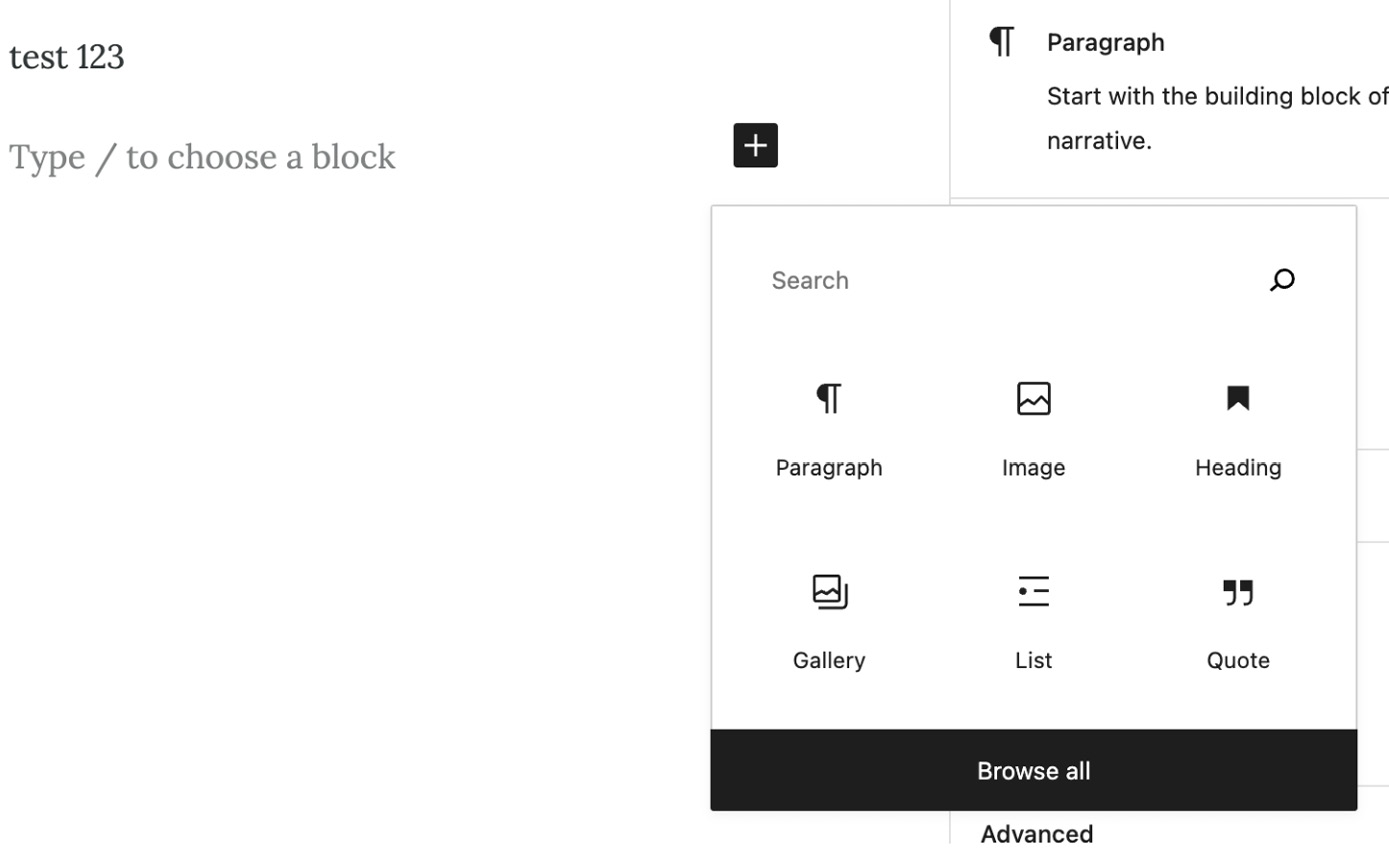 test 123
Type / to choose a block
Paragraph
Start with the building block of
narrative.
Search
Paragraph
Image
Heading
Gallery
List
Quote
Browse all
Advanced